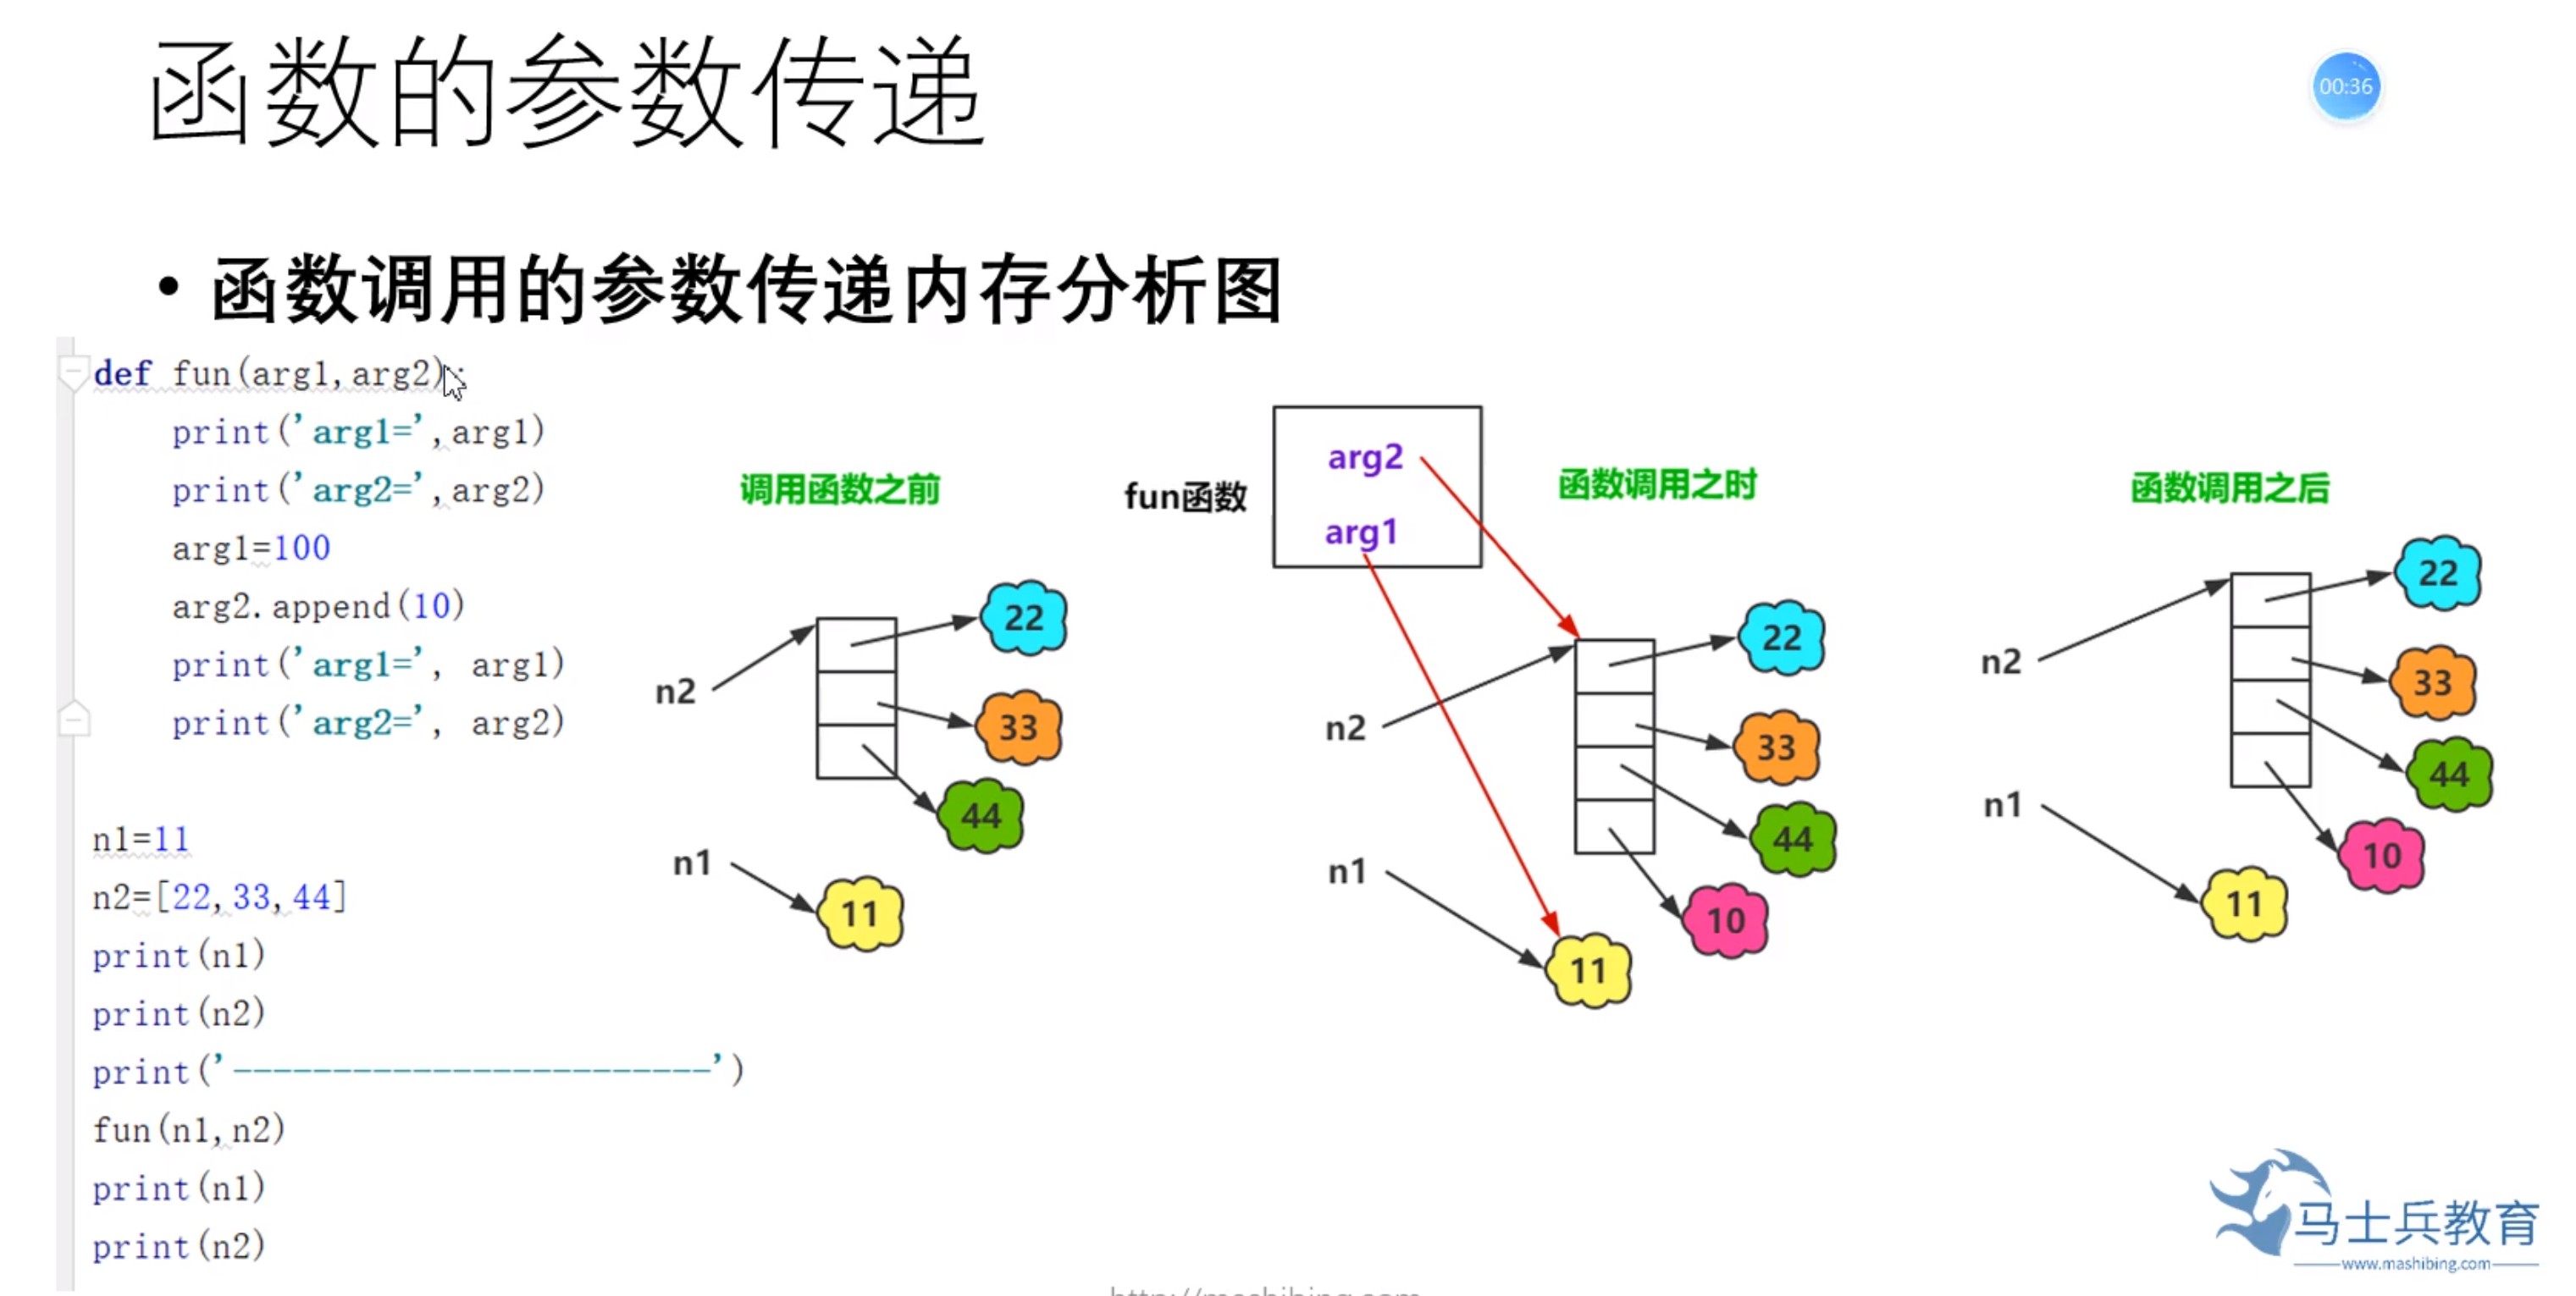 函数的参数传递
00:36
• 函数调用的参数传递内存分析图
def fun(arg1,arg2):
print('arg1=',arg1)
print('arg2=',arg2)
arg1=100
arg2.append(10)
print('arg1=', arg1)
print('arg2=', arg2)
n1=11
n2=[22,33,44]
print(n1)
print(n2)
print('------------------------')
fun(n1,n2)
print(n1)
print(n2)
调用函数之前
n2
22
33
44
n1
11
fun函数
arg2
arg1
函数调用之时
n2
22
33
44
10
n1
11
函数调用之后
n2
22
33
44
10
n1
11
马士兵教育
www.mashibing.com
http://mashibing.com